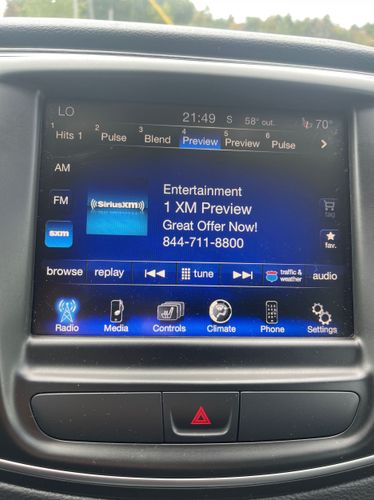 LO 21:49 S 58° out. 70°
1 Hits 1 2 Pulse 3 Blend 4 Preview 5 Preview 6 Pulse
AM
FM
sxm
((SiriusXM))
Entertainment
1 XM Preview
Great Offer Now!
844-711-8800
tag
fav.
browse replay tune traffic & weather audio
Radio Media Controls Climate Phone Settings